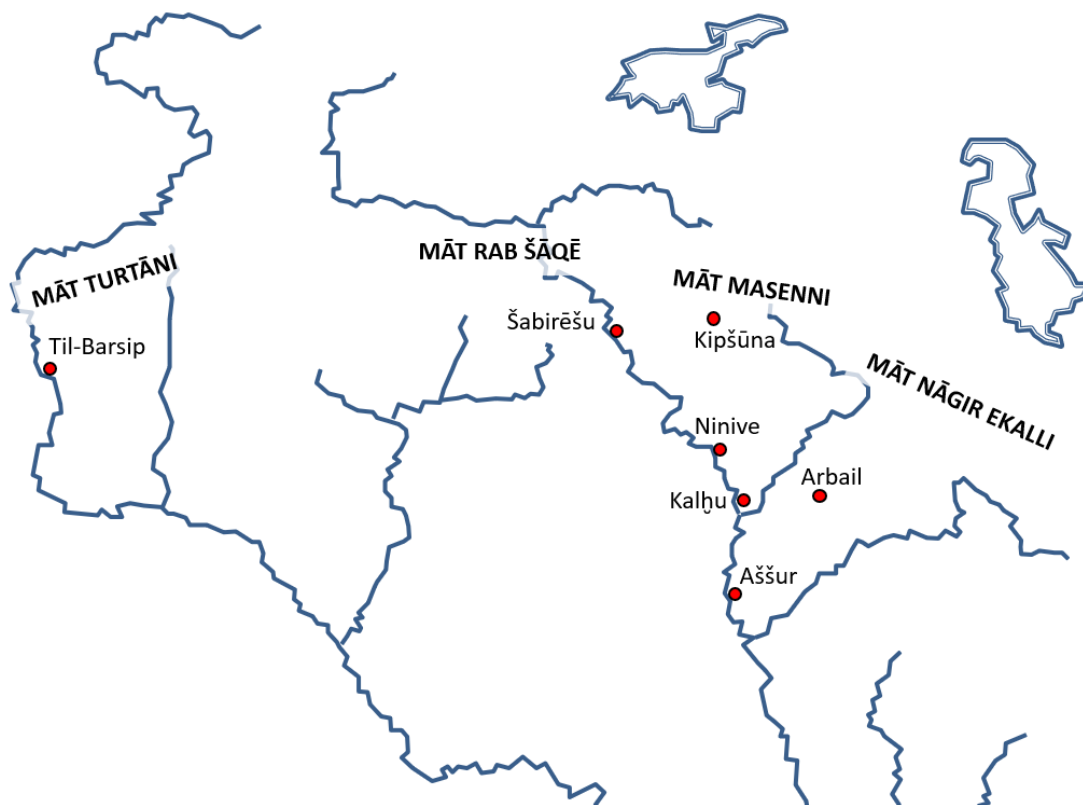 MĀT TURTĀNI
MĀT RAB ŠĀQĒ
MĀT MASENNI
Šabirēšu
Kipšūna
Til-Barsip
MĀT NĀGIR EKALLI
Ninive
Arbail
Kalḫu
Aššur